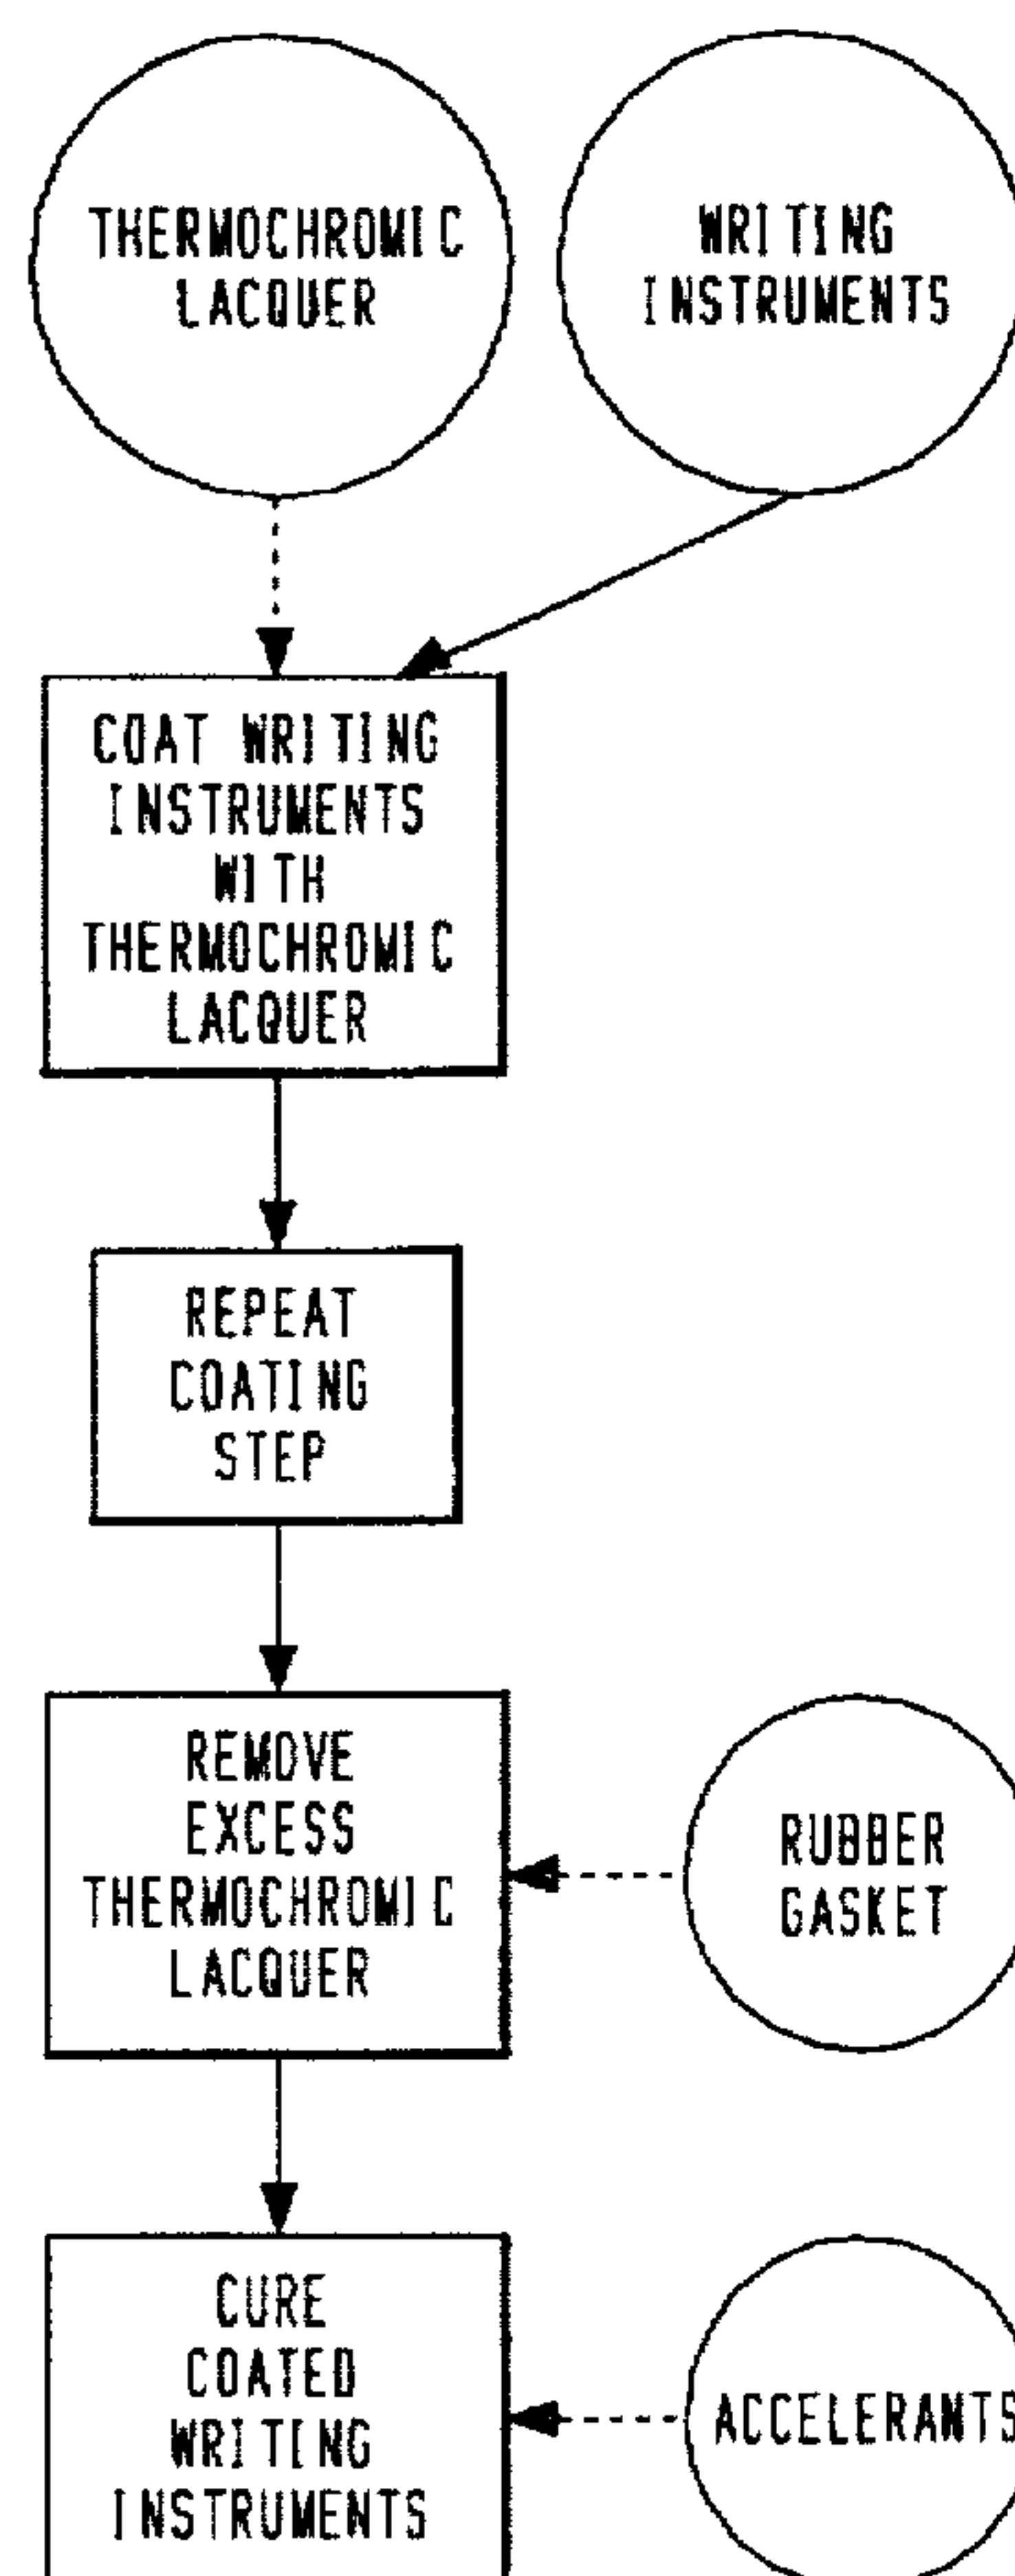 THERMOCHROMIC
LACQUER
WRITING
INSTRUMENTS
COAT WRITING
INSTRUMENTS
WITH
THERMOCHROMIC
LACQUER
REPEAT
COATING
STEP
REMOVE
EXCESS
THERMOCHROMIC
LACQUER
RUBBER
GASKET
CURE
COATED
WRITING
INSTRUMENTS
ACCELERANTS